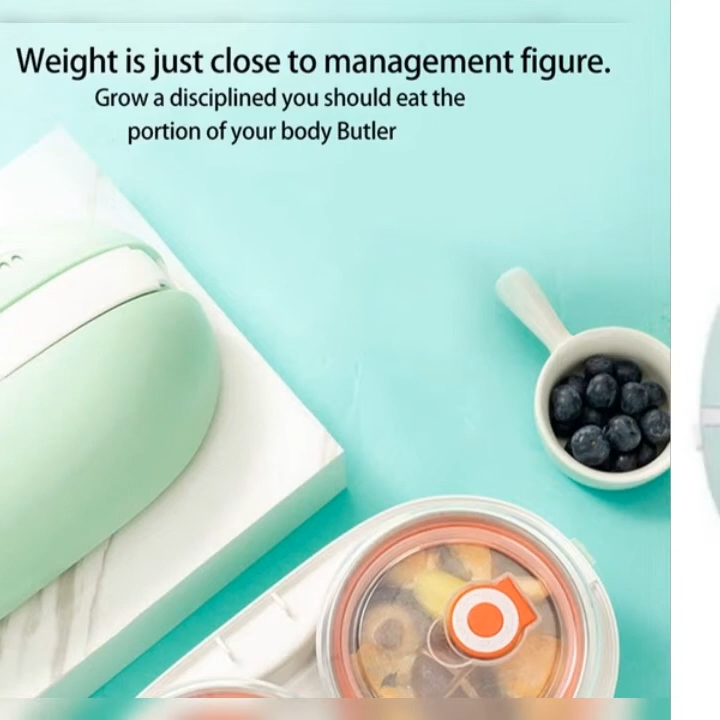 Weight is just close to management figure.
Grow a disciplined you should eat the
portion of your body Butler